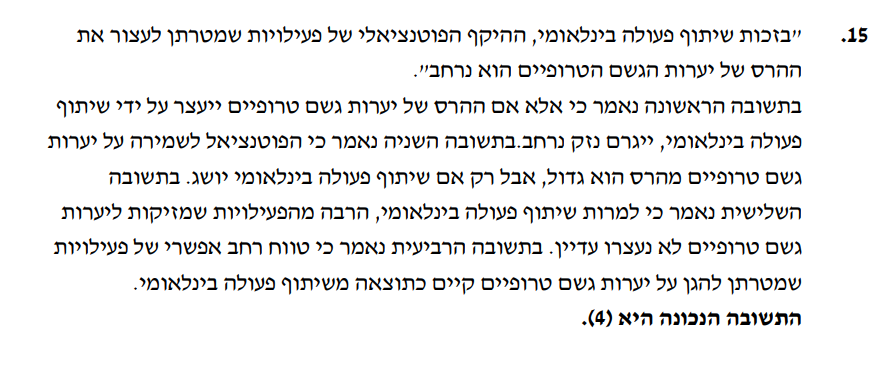 15. "בזכות שיתוף פעולה בינלאומי, ההיקף הפוטנציאלי של פעילויות שמטרתן לעצור את
ההרס של יערות הגשם הטרופיים הוא נרחב".
בתשובה הראשונה נאמר כי אלא אם ההרס של יערות גשם טרופיים ייעצר על ידי שיתוף
פעולה בינלאומי, ייגרם נזק נרחב.בתשובה השניה נאמר כי הפוטנציאל לשמירה על יערות
גשם טרופיים מהרס הוא גדול, אבל רק אם שיתוף פעולה בינלאומי יושג. בתשובה
השלישית נאמר כי למרות שיתוף פעולה בינלאומי, הרבה מהפעילויות שמזיקות ליערות
גשם טרופיים לא נעצרו עדיין. בתשובה הרביעית נאמר כי טווח רחב אפשרי של פעילויות
שמטרתן להגן על יערות גשם טרופיים קיים כתוצאה משיתוף פעולה בינלאומי.
התשובה הנכונה היא (4).